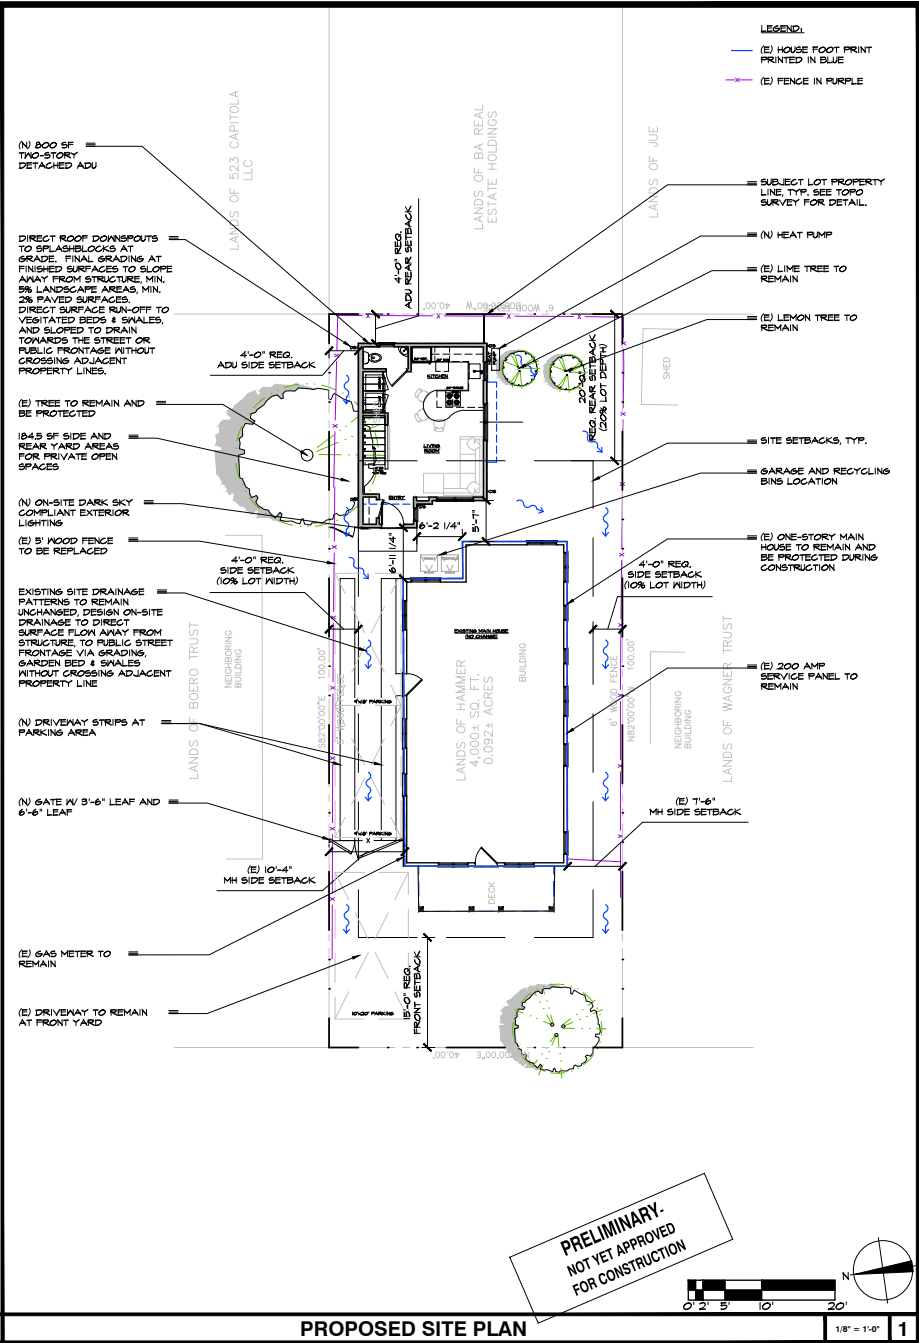 LEGEND:
(E) HOUSE FOOT PRINT
PRINTED IN BLUE
(E) FENCE IN PURPLE
LANDS OF 523 CAPITOLA
LLC
LANDS OF BA REAL
ESTATE HOLDINGS
LANDS OF JUE
(N) 800 SF
TWO-STORY
DETACHED ADU
DIRECT ROOF DOWNSPOUTS
TO SPLASHBLOCKS AT
GRADE. FINAL GRADING AT
FINISHED SURFACES TO SLOPE
AWAY FROM STRUCTURE, MIN.
5% LANDSCAPE AREAS, MIN.
2% PAVED SURFACES.
DIRECT SURFACE RUN-OFF TO
VEGITATED BEDS & SWALES,
AND SLOPED TO DRAIN
TOWARDS THE STREET OR
PUBLIC FRONTAGE WITHOUT
CROSSING ADJACENT
PROPERTY LINES.
(E) TREE TO REMAIN AND
BE PROTECTED
184.5 SF SIDE AND
REAR YARD AREAS
FOR PRIVATE OPEN
SPACES
(N) ON-SITE DARK SKY
COMPLIANT EXTERIOR
LIGHTING
(E) 5' WOOD FENCE
TO BE REPLACED
EXISTING SITE DRAINAGE
PATTERNS TO REMAIN
UNCHANGED, DESIGN ON-SITE
DRAINAGE TO DIRECT
SURFACE FLOW AWAY FROM
STRUCTURE, TO PUBLIC STREET
FRONTAGE VIA GRADING,
GARDEN BED & SWALES
WITHOUT CROSSING ADJACENT
PROPERTY LINE
(N) DRIVEWAY STRIPS AT
PARKING AREA
(N) GATE W/ 3'-6" LEAF AND
6'-6" LEAF
(E) GAS METER TO
REMAIN
(E) DRIVEWAY TO REMAIN
AT FRONT YARD
4'-0" REQ.
ADU REAR SETBACK
4'-0" REQ.
ADU SIDE SETBACK
6' WOOD
40.00'
KITCHEN
LIVING
ROOM
ENTRY
20'-0"
REQ. REAR SETBACK
(20% LOT DEPTH)
SHED
6'-2 1/4"
5'-7"
6'-11 1/4"
4'-0" REQ.
SIDE SETBACK
(10% LOT WIDTH)
4'-0" REQ.
SIDE SETBACK
(10% LOT WIDTH)
EXISTING MAIN HOUSE
(NO CHANGE)
BUILDING
LANDS OF HAMMER
4,000± SQ. FT.
0.092± ACRES
LANDS OF BOERO TRUST
NEIGHBORING
BUILDING
S82°00'00"E 100.00'
6' WOOD FENCE
N82°00'00"W 100.00'
NEIGHBORING
BUILDING
LANDS OF WAGNER TRUST
9'x18' PARKING
9'x18' PARKING
(E) 10'-4"
MH SIDE SETBACK
(E) 7'-6"
MH SIDE SETBACK
DECK
15'-0" REQ.
FRONT SETBACK
10'x20' PARKING
40.00'
SUBJECT LOT PROPERTY
LINE, TYP. SEE TOPO
SURVEY FOR DETAIL.
(N) HEAT PUMP
(E) LIME TREE TO
REMAIN
(E) LEMON TREE TO
REMAIN
SITE SETBACKS, TYP.
GARAGE AND RECYCLING
BINS LOCATION
(E) ONE-STORY MAIN
HOUSE TO REMAIN AND
BE PROTECTED DURING
CONSTRUCTION
(E) 200 AMP
SERVICE PANEL TO
REMAIN
PRELIMINARY-
NOT YET APPROVED
FOR CONSTRUCTION
N
0' 2' 5' 10' 20'
PROPOSED SITE PLAN
1/8" = 1'-0"
1